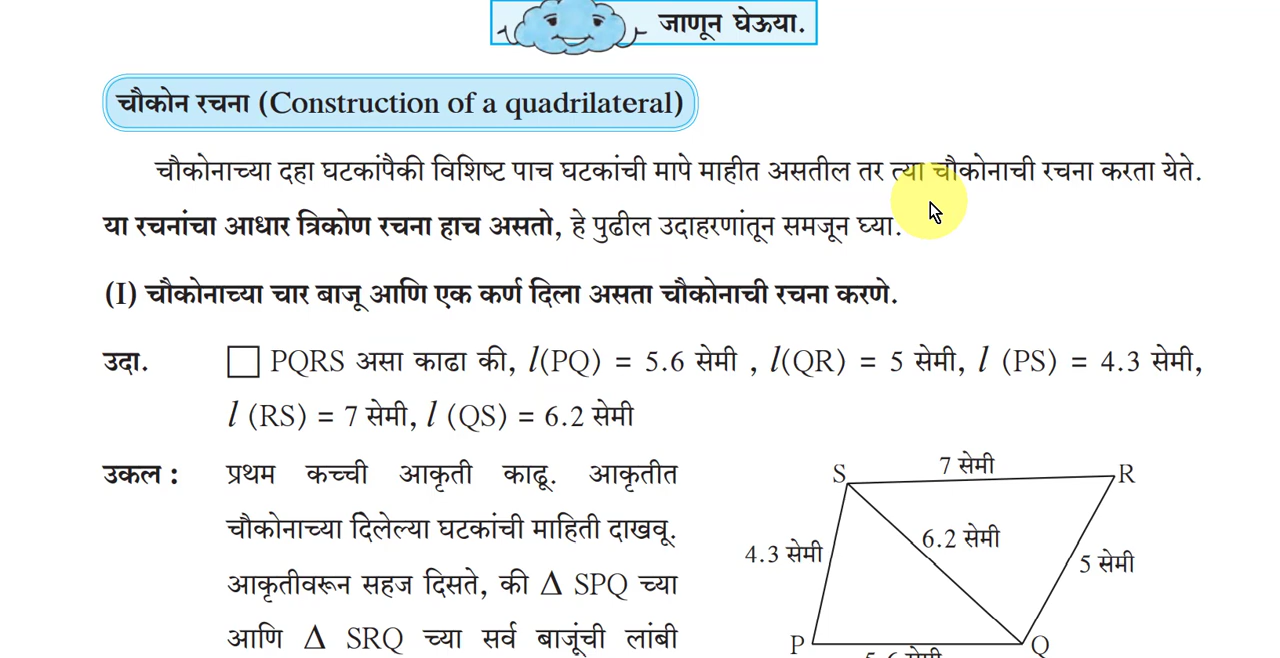 जाणून घेऊया.
चौकोन रचना (Construction of a quadrilateral)
चौकोनाच्या दहा घटकांपैकी विशिष्ट पाच घटकांची मापे माहीत असतील तर त्या चौकोनाची रचना करता येते.
या रचनांचा आधार त्रिकोण रचना हाच असतो, हे पुढील उदाहरणांतून समजून घ्या.
(I) चौकोनाच्या चार बाजू आणि एक कर्ण दिला असता चौकोनाची रचना करणे.
उदा. □ PQRS असा काढा की, l(PQ) = 5.6 सेमी , l(QR) = 5 सेमी, l (PS) = 4.3 सेमी,
l (RS) = 7 सेमी, l (QS) = 6.2 सेमी
उकल : प्रथम कच्ची आकृती काढू. आकृतीत
चौकोनाच्या दिलेल्या घटकांची माहिती दाखवू.
आकृतीवरून सहज दिसते, की Δ SPQ च्या
आणि Δ SRQ च्या सर्व बाजूंची लांबी
7 सेमी
S
R
6.2 सेमी
4.3 सेमी
5 सेमी
P
Q
5.6 सेमी